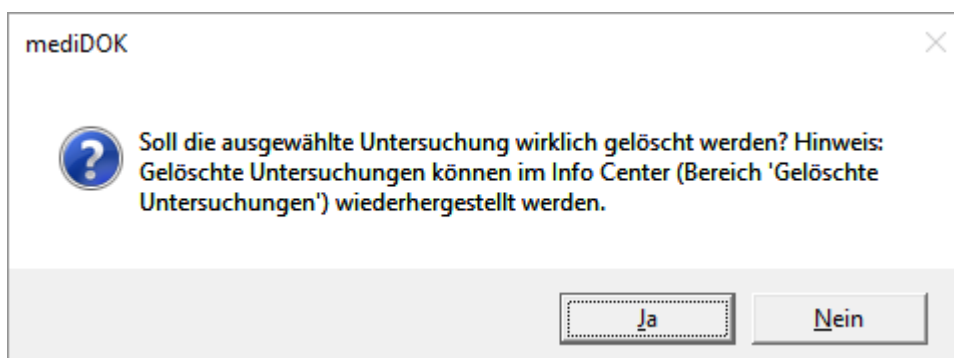 mediDOK
Soll die ausgewählte Untersuchung wirklich gelöscht werden? Hinweis:
Gelöschte Untersuchungen können im Info Center (Bereich 'Gelöschte
Untersuchungen') wiederhergestellt werden.
Ja
Nein